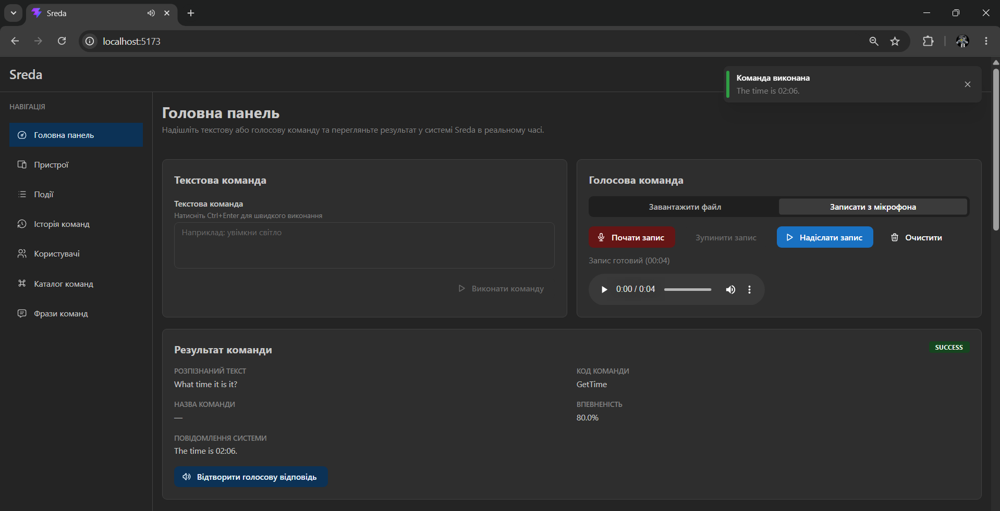 Sreda
localhost:5173
Sreda
Команда виконана
The time is 02:06.
НАВІГАЦІЯ
Головна панель
Пристрої
Події
Історія команд
Користувачі
Каталог команд
Фрази команд
Головна панель
Надішліть текстову або голосову команду та перегляньте результат у системі Sreda в реальному часі.
Текстова команда
Текстова команда
Натисніть Ctrl+Enter для швидкого виконання
Наприклад: увімкни світло
Виконати команду
Голосова команда
Завантажити файл
Записати з мікрофона
Почати запис
Зупинити запис
Надіслати запис
Очистити
Запис готовий (00:04)
0:00 / 0:04
Результат команди
SUCCESS
РОЗПІЗНАНИЙ ТЕКСТ
What time it is it?
КОД КОМАНДИ
GetTime
НАЗВА КОМАНДИ
—
ВПЕВНЕНІСТЬ
80.0%
ПОВІДОМЛЕННЯ СИСТЕМИ
The time is 02:06.
Відтворити голосову відповідь